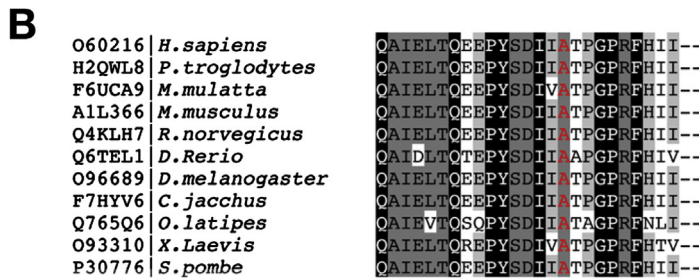 B
O60216|H.sapiens QAIELTQEEPYSDIIATPGPRFHII--
H2QWL8|P.troglodytes QAIELTQEEPYSDIIATPGPRFHII--
F6UCA9|M.mulatta QAIELTQEEPYSDIVATPGPRFHII--
A1L366|M.musculus QAIELTQEEPYSDIIATPGPRFHII--
Q4KLH7|R.norvegicus QAIELTQEEPYSDIIATPGPRFHII--
Q6TEL1|D.Rerio QAIDLTQTEPYSDIIAAPGPRFHIV--
O96689|D.melanogaster QAIELTQEEPYSDIIATPGPRFHII--
F7HYV6|C.jacchus QAIELTQEEPYSDIIATPGPRFHII--
Q765Q6|O.latipes QAIEVTQSQPYSDIIATAGPRFNLI--
O93310|X.Laevis QAIELTQREPYSDIVATPGPRFHTV--
P30776|S.pombe QAIELTQEEPYSDIIATPGPRFHII--